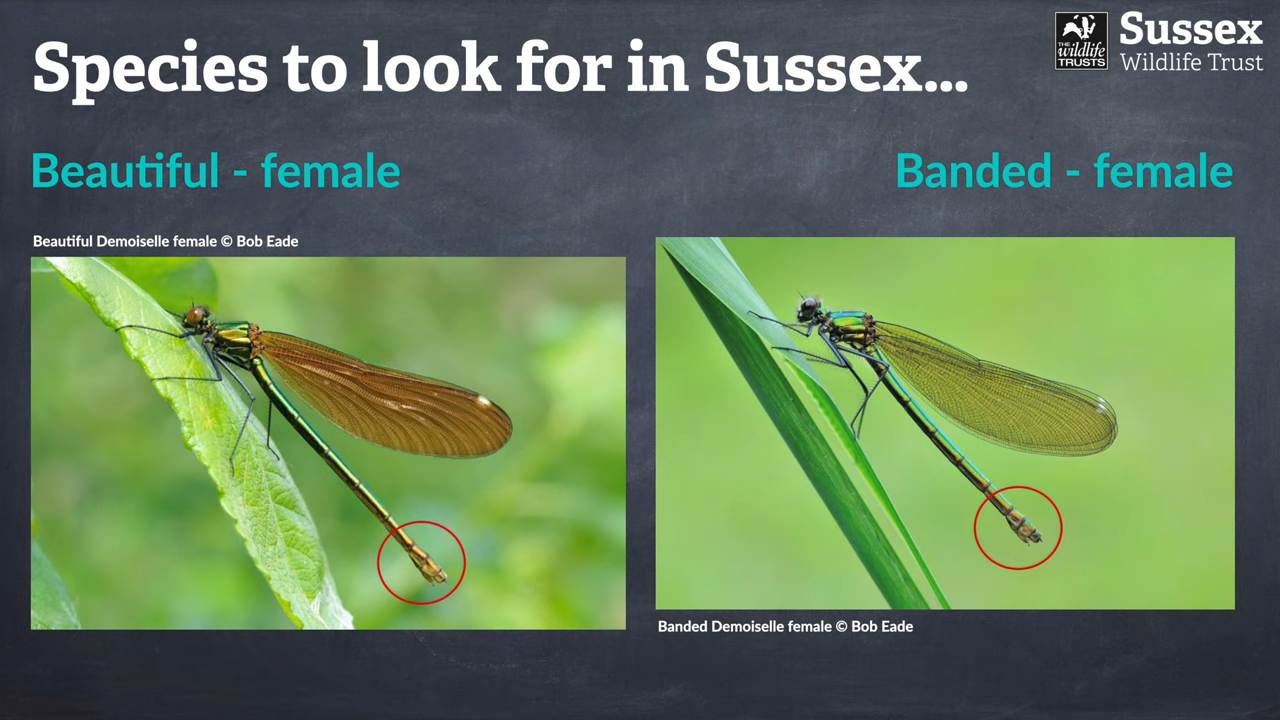 Species to look for in Sussex...
THE
wildlife
TRUSTS
Sussex
Wildlife Trust
Beautiful - female
Banded - female
Beautiful Demoiselle female © Bob Eade
Banded Demoiselle female © Bob Eade